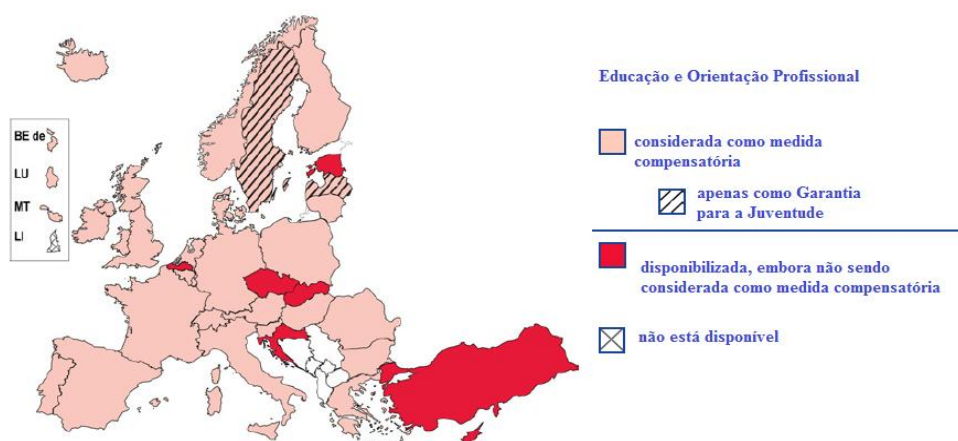 BE de
LU
MT
LI
Educação e Orientação Profissional
considerada como medida
compensatória
apenas como Garantia
para a Juventude
disponibilizada, embora não sendo
considerada como medida compensatória
não está disponível